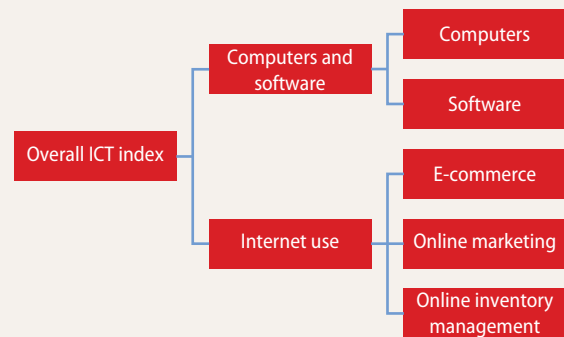 Overall ICT index
Computers and
software
Computers
Software
Internet use
E-commerce
Online marketing
Online inventory
management